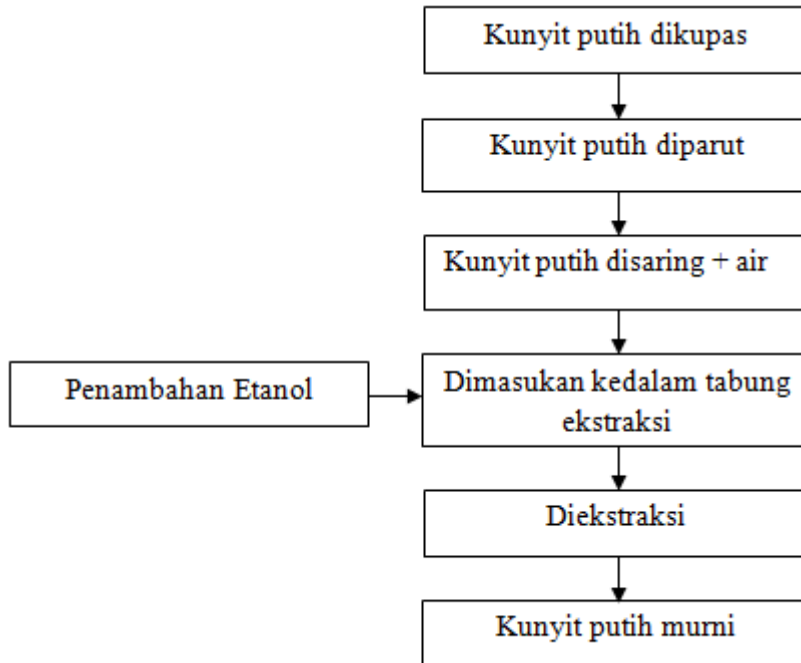 Kunyit putih dikupas
Kunyit putih diparut
Kunyit putih disaring + air
Penambahan Etanol
Dimasukan kedalam tabung
ekstraksi
Diekstraksi
Kunyit putih murni